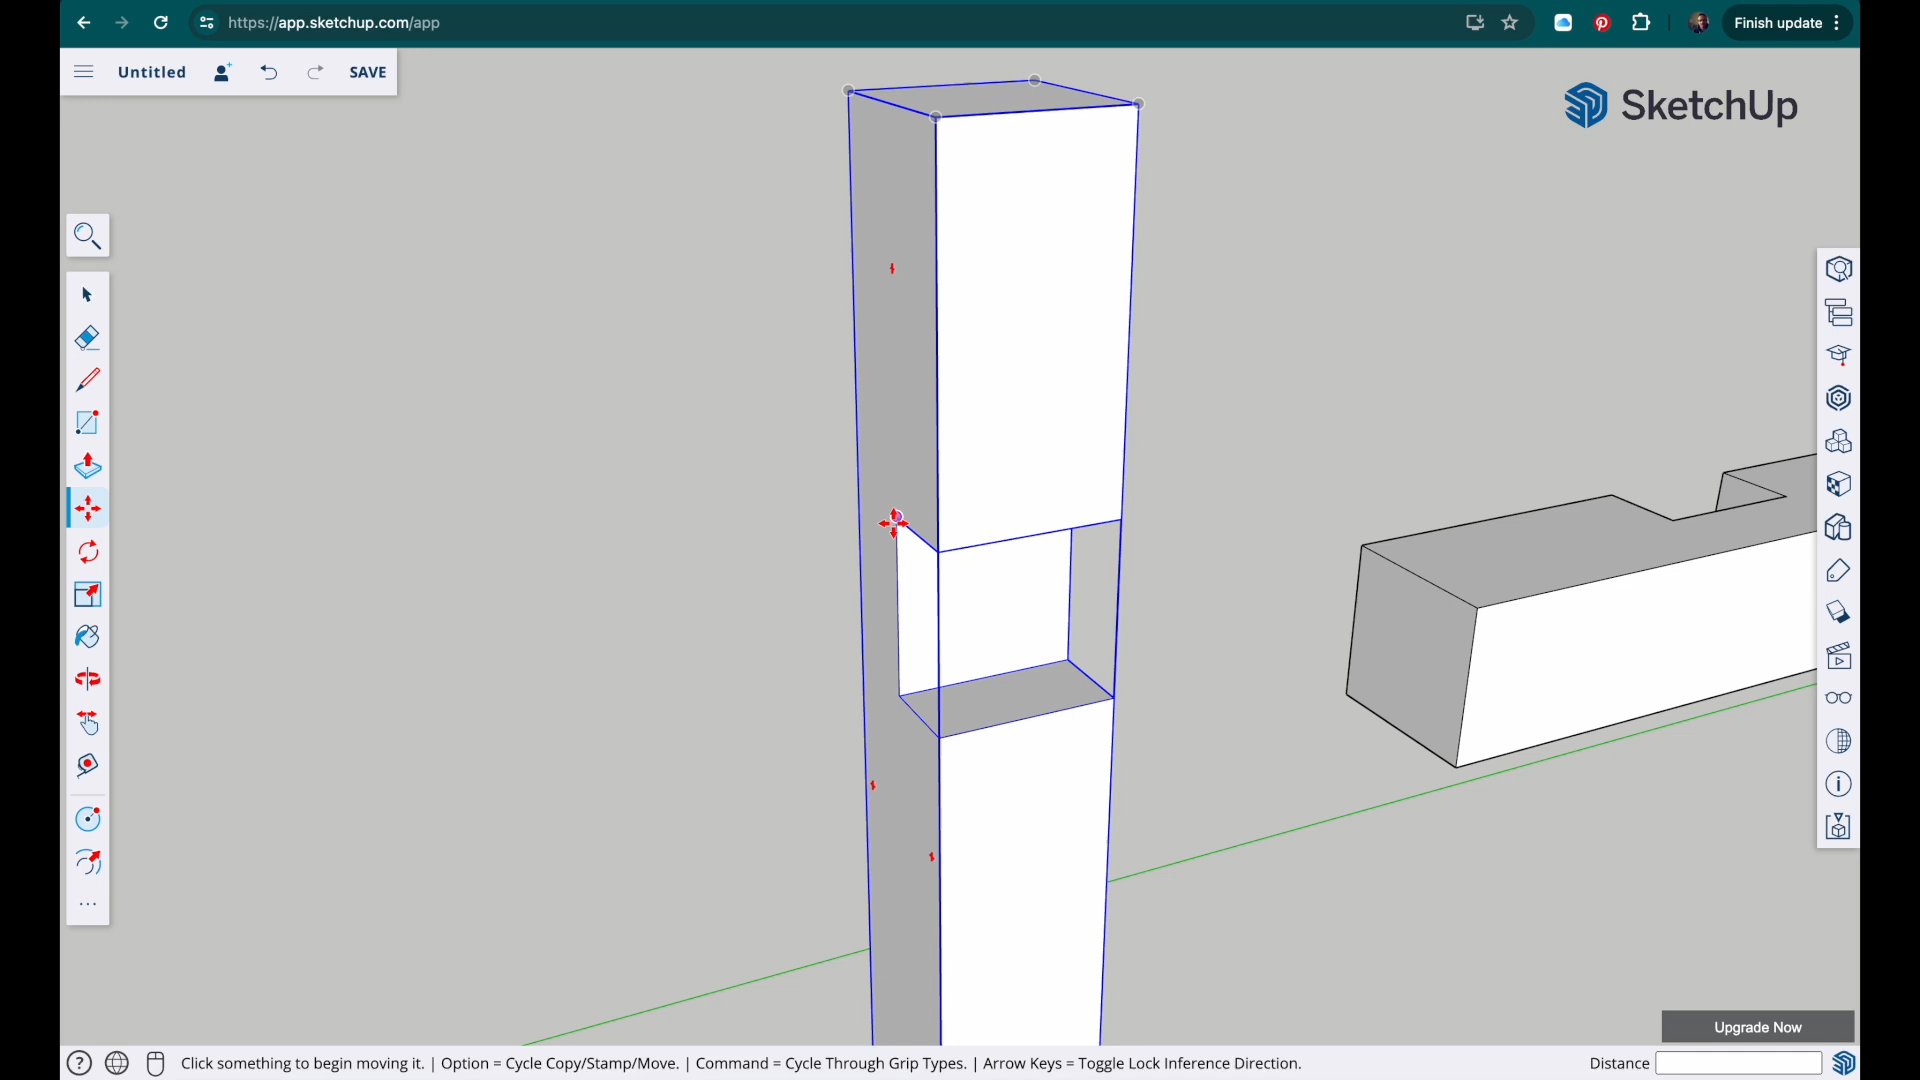 https://app.sketchup.com/app
Finish update
Untitled
SAVE
SketchUp
Upgrade Now
Click something to begin moving it. | Option = Cycle Copy/Stamp/Move. | Command = Cycle Through Grip Types. | Arrow Keys = Toggle Lock Inference Direction.
Distance